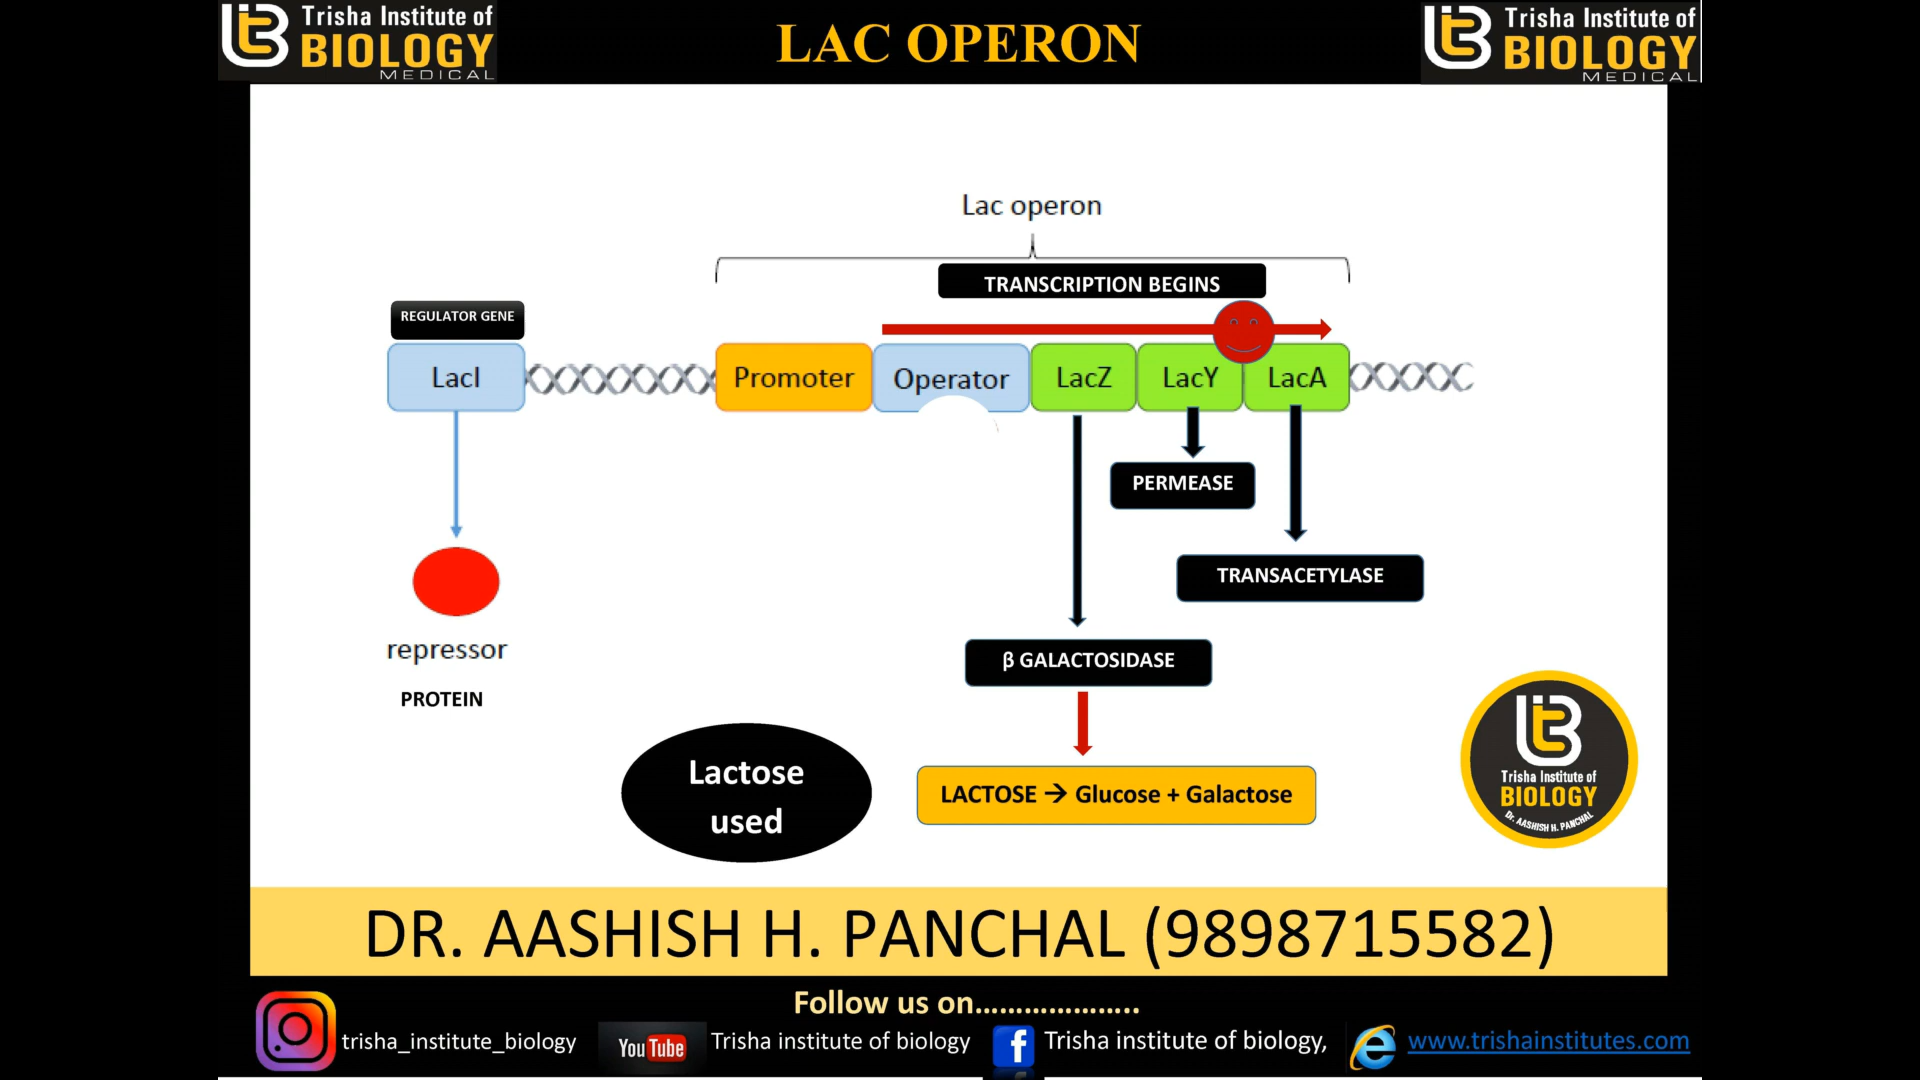 Trisha Institute of
BIOLOGY
MEDICAL
LAC OPERON
Trisha Institute of
BIOLOGY
MEDICAL
Lac operon
TRANSCRIPTION BEGINS
REGULATOR GENE
LacI
Promoter
Operator
LacZ
LacY
LacA
PERMEASE
TRANSACETYLASE
repressor
PROTEIN
β GALACTOSIDASE
Lactose
used
LACTOSE → Glucose + Galactose
Trisha Institute of
BIOLOGY
Dr. AASHISH H. PANCHAL
DR. AASHISH H. PANCHAL (9898715582)
Follow us on...................
trisha_institute_biology
YouTube
Trisha institute of biology
f
Trisha institute of biology,
www.trishainstitutes.com